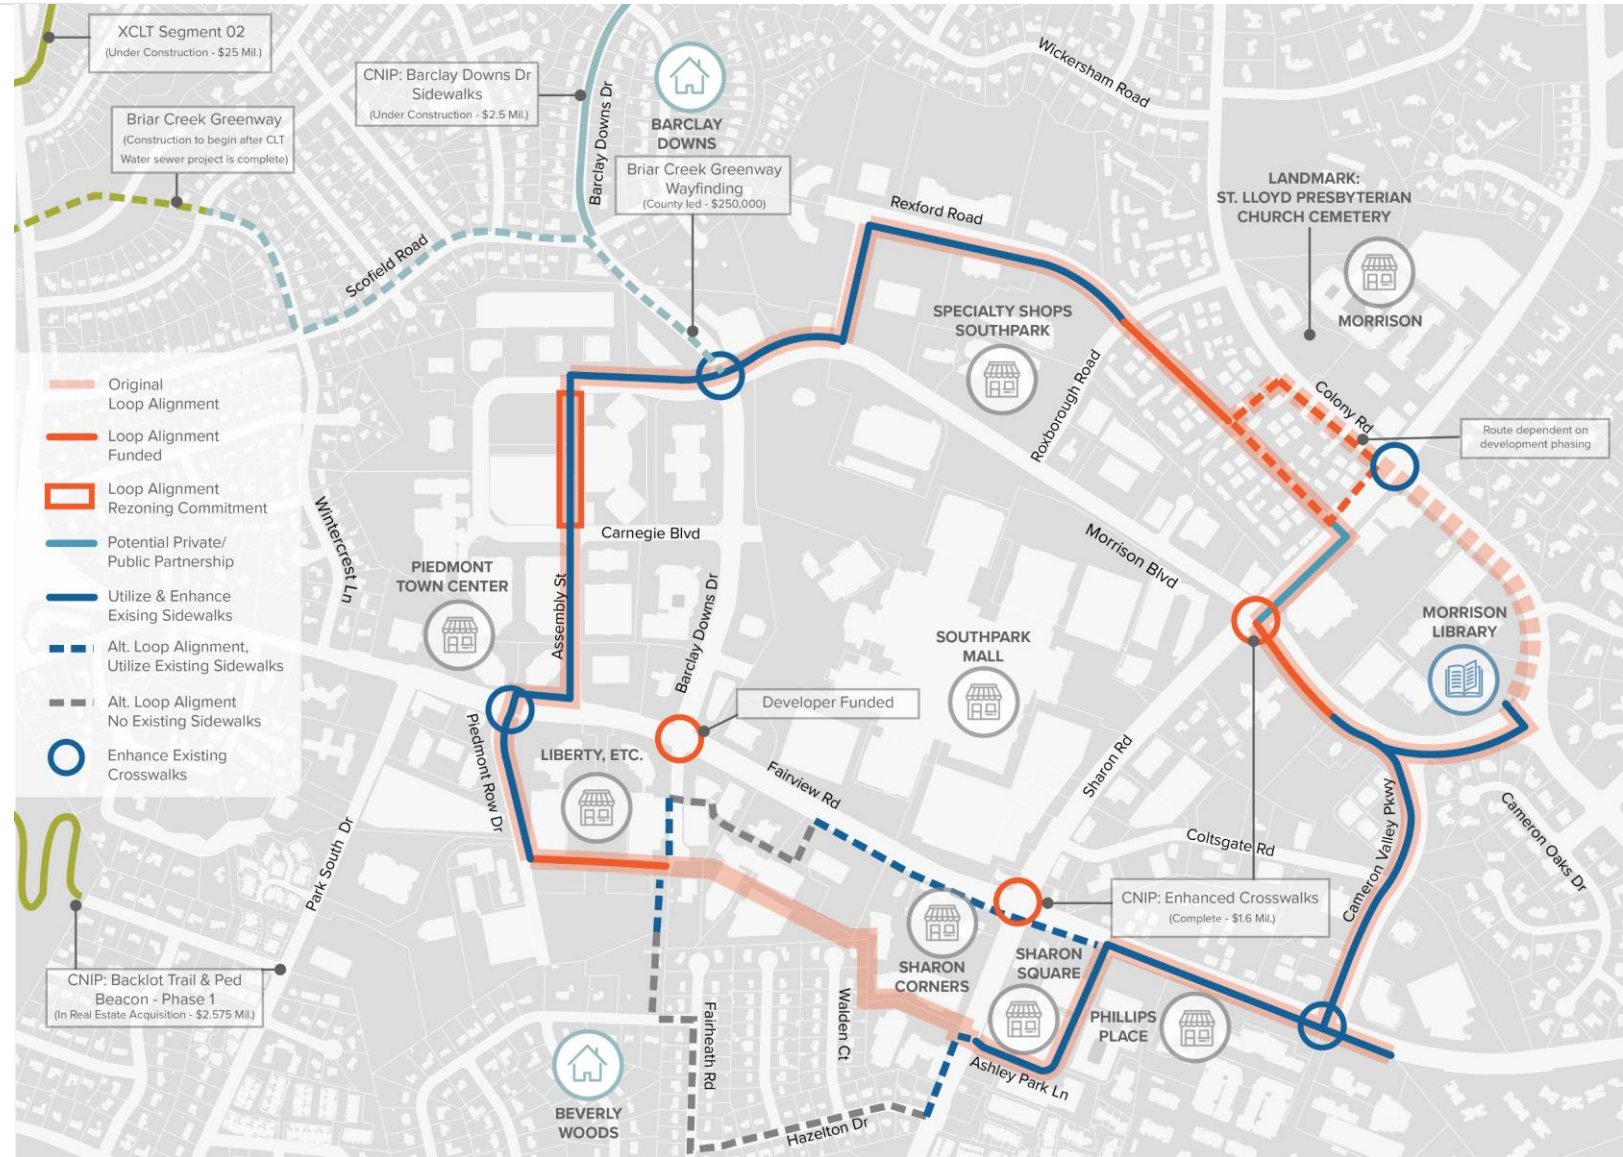 XCLT Segment 02
(Under Construction - $25 Mil.)
CNIP: Barclay Downs Dr
Sidewalks
(Under Construction - $2.5 Mil.)
Briar Creek Greenway
(Construction to begin after CLT
Water sewer project is complete)
Barclay Downs Dr
BARCLAY
DOWNS
Briar Creek Greenway
Wayfinding
(County led - $250,000)
Wickersham Road
Rexford Road
LANDMARK:
ST. LLOYD PRESBYTERIAN
CHURCH CEMETERY
MORRISON
Scofield Road
SPECIALTY SHOPS
SOUTHPARK
Roxborough Road
Colony Rd
Route dependent on
development phasing
Original
Loop Alignment
Loop Alignment
Funded
Loop Alignment
Rezoning Commitment
Potential Private/
Public Partnership
Utilize & Enhance
Exising Sidewalks
Alt. Loop Alignment,
Utilize Existing Sidewalks
Alt. Loop Aligment
No Existing Sidewalks
Enhance Existing
Crosswalks
Wintercrest Ln
Carnegie Blvd
PIEDMONT
TOWN CENTER
Assembly St
Barclay Downs Dr
Morrison Blvd
SOUTHPARK
MALL
MORRISON
LIBRARY
Developer Funded
Piedmont Row Dr
LIBERTY, ETC.
Fairview Rd
Sharon Rd
Coltsgate Rd
Cameron Valley Pkwy
Cameron Oaks Dr
Park South Dr
CNIP: Enhanced Crosswalks
(Complete - $1.6 Mil.)
SHARON
CORNERS
SHARON
SQUARE
PHILLIPS
PLACE
CNIP: Backlot Trail & Ped
Beacon - Phase 1
(In Real Estate Acquisition - $2.575 Mil.)
Fairheath Rd
Walden Ct
Ashley Park Ln
BEVERLY
WOODS
Hazelton Dr